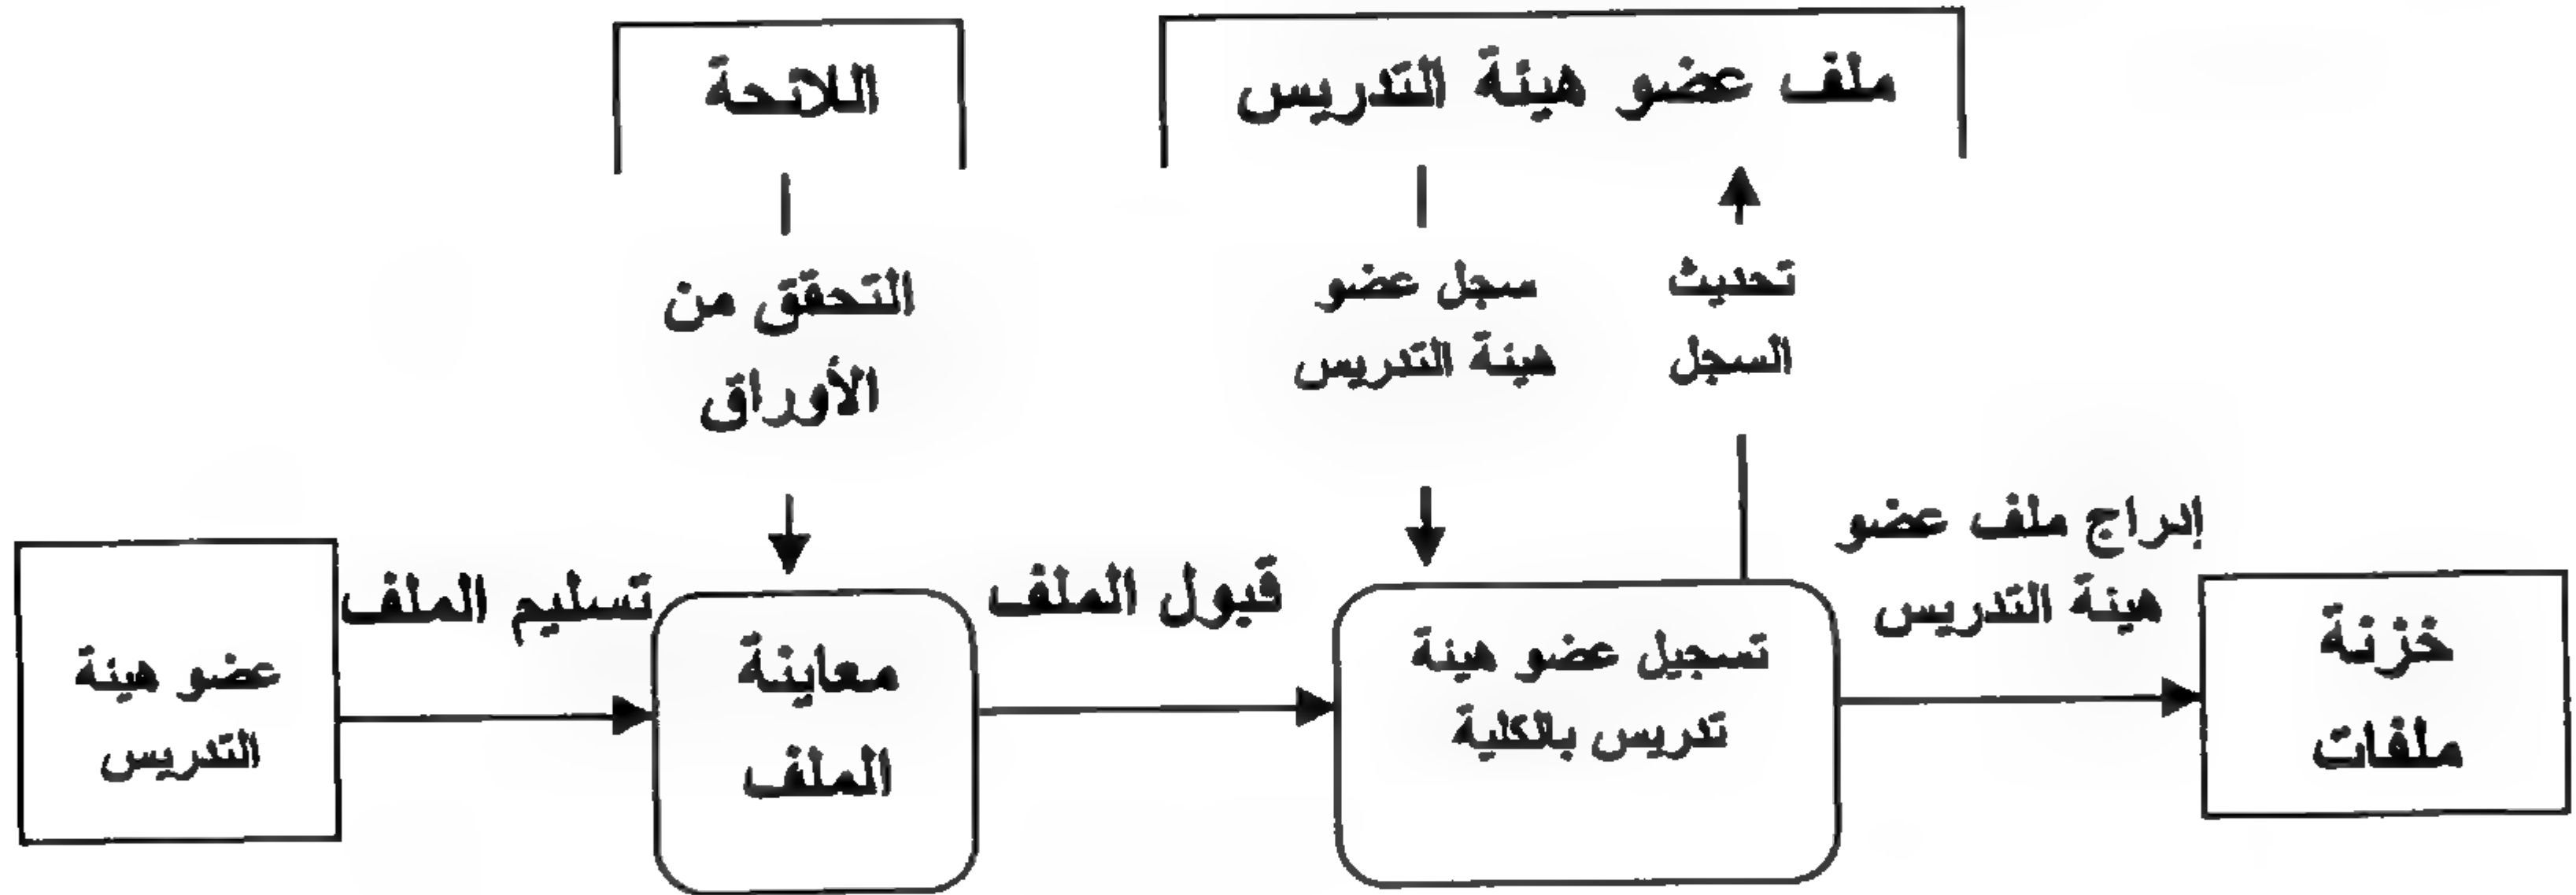 اللائحة
ملف عضو هيئة التدريس
التحقق من
الأوراق
سجل عضو
هيئة التدريس
تحديث
السجل
عضو هيئة
التدريس
تسليم الملف
معاينة
الملف
قبول الملف
تسجيل عضو هيئة
تدريس بالكلية
إدراج ملف عضو
هيئة التدريس
خزنة
ملفات